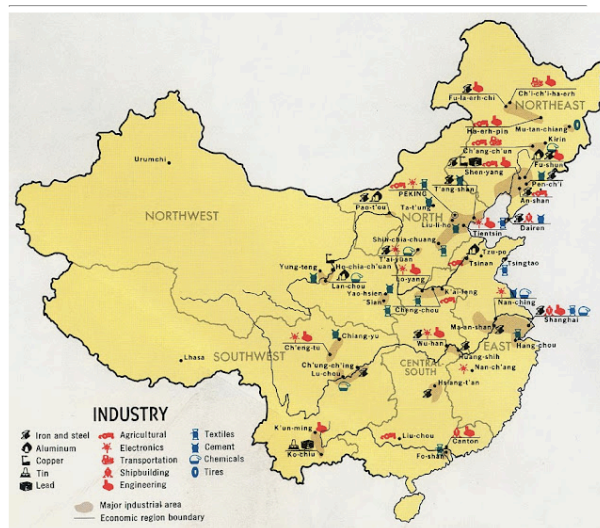 Ch'i-ch'i-ha-erh
Fu-la-erh-chi
NORTHEAST
Ha-erh-pin
Mu-tan-chiang
Ch'ang-ch'un
Kirin
Shen-yang
Fu-shun
Urumchi
PEKING
T'ang-shan
Pen-ch'i
An-shan
Pao-t'ou
Ta-t'ung
NORTHWEST
NORTH
Liu-li-ho
Tientsin
Dairen
Shih-chia-chuang
T'ai-yüan
Tzu-po
Yung-teng
Ho-chia-ch'uan
Lo-yang
Tsinan
Tsingtao
Lan-chou
Yao-hsien
K'ai-feng
Sian
Cheng-chou
Nan-ching
Ma-an-shan
Shanghai
Chiang-yu
Wu-han
EAST
Ch'eng-tu
Hang-chou
Lhasa
SOUTHWEST
Ch'ung-ch'ing
Huang-shih
Lu-chou
CENTRAL
SOUTH
Nan-ch'ang
Hsiang-t'an
K'un-ming
Liu-chou
Canton
Ko-chiu
Fo-shan
INDUSTRY
Iron and steel Agricultural Textiles
Aluminum Electronics Cement
Copper Transportation Chemicals
Tin Shipbuilding Tires
Lead Engineering
Major industrial area
Economic region boundary